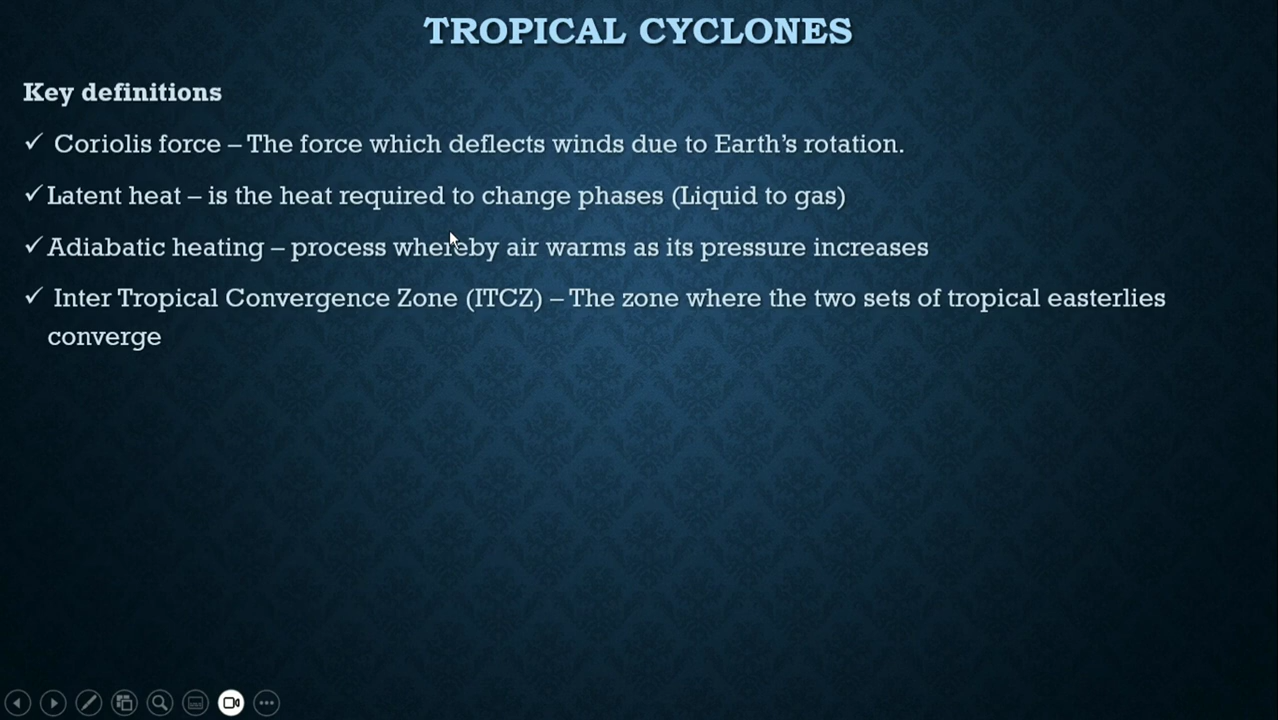 TROPICAL CYCLONES
Key definitions
✓ Coriolis force – The force which deflects winds due to Earth's rotation.
✓ Latent heat – is the heat required to change phases (Liquid to gas)
✓ Adiabatic heating – process whereby air warms as its pressure increases
✓ Inter Tropical Convergence Zone (ITCZ) – The zone where the two sets of tropical easterlies
converge